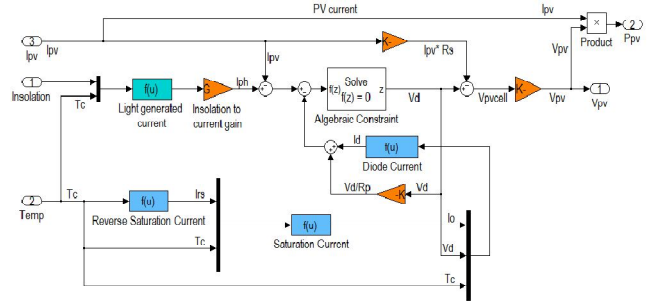 PV current
Ipv
3
Ipv
Ipv
K-
Ipv* Rs
Vpv
×
Product
2
Ppv
Ipv
1
Insolation
Tc
f(u)
Light generated
current
G
Insolation to
current gain
Iph
f(z)
Solve
f(z) = 0
z
Algebraic Constraint
Vd
Vpvcell
K-
Vpv
1
Vpv
Id
f(u)
Diode Current
Vd/Rp
-K
Vd
2
Temp
Tc
f(u)
Reverse Saturation Current
Irs
Tc
f(u)
Saturation Current
Io
Vd
Tc